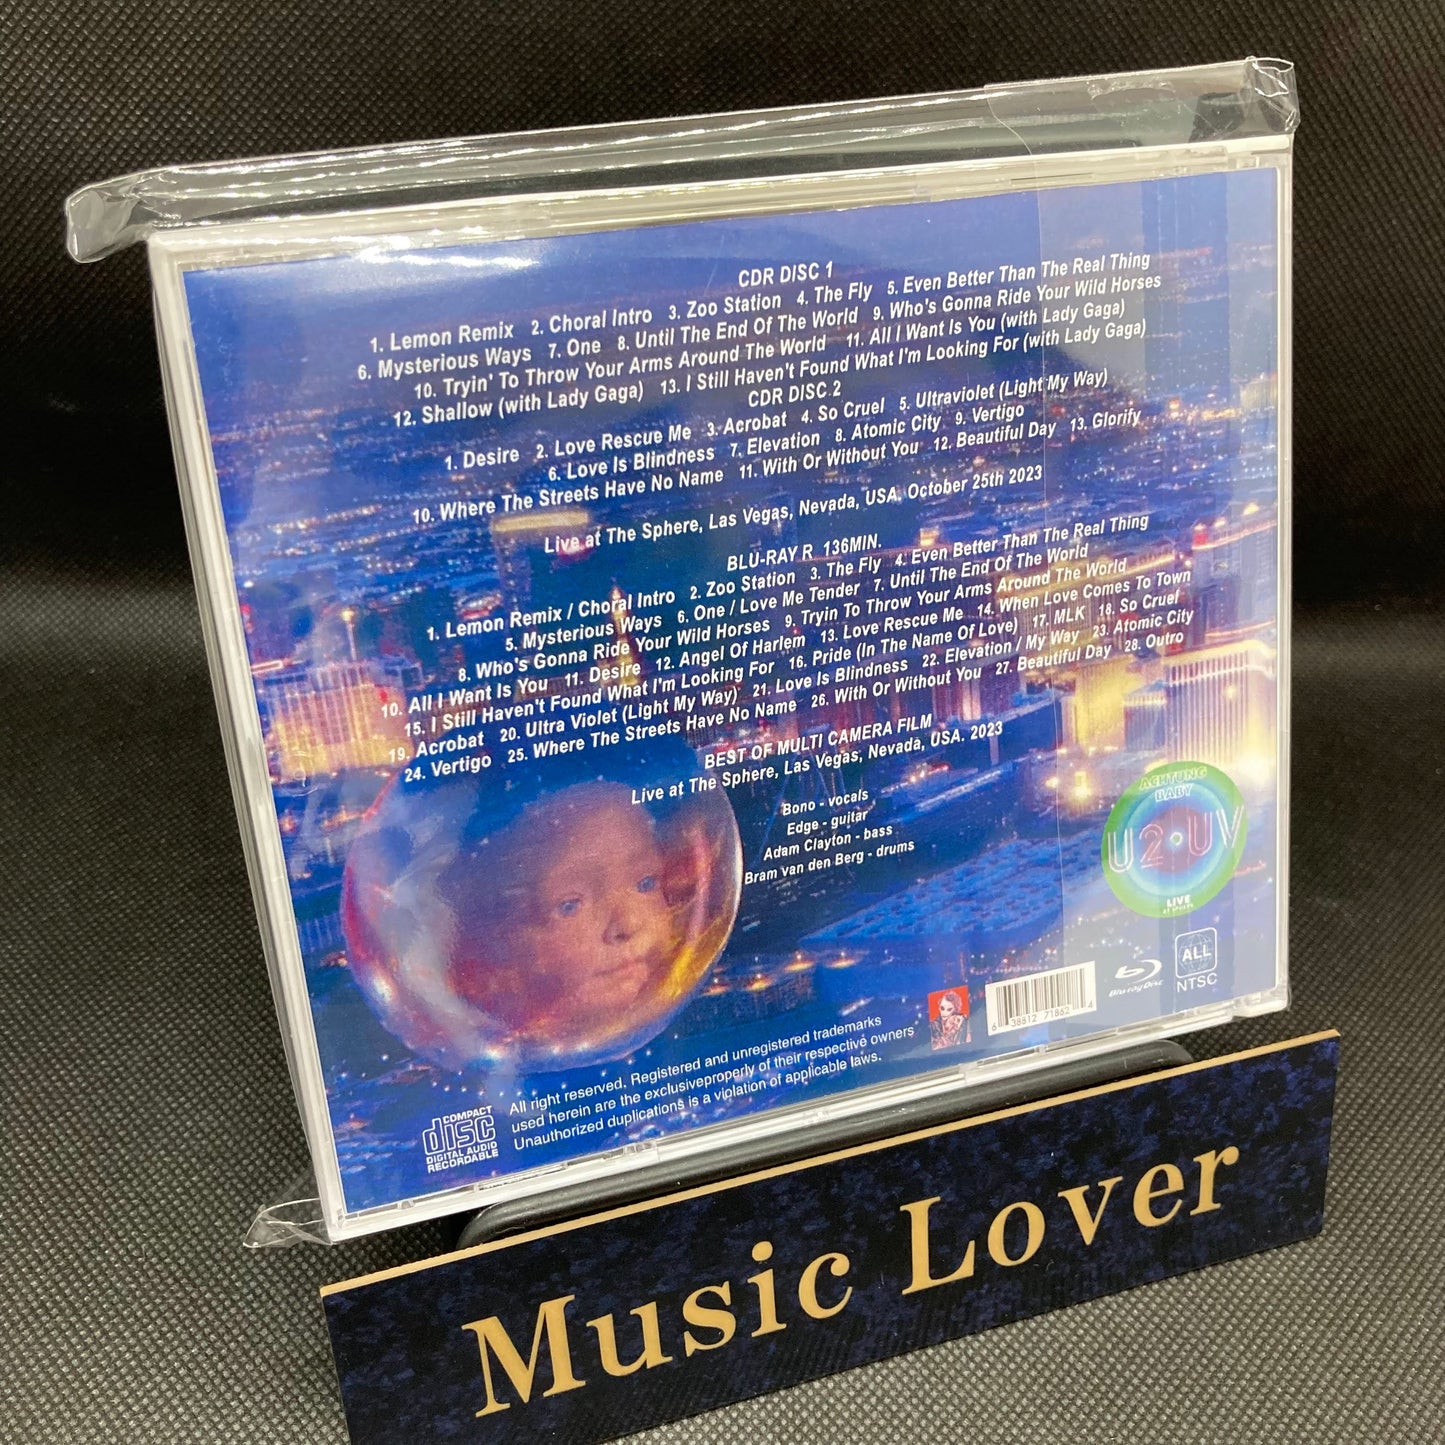 CDR DISC 1
1. Lemon Remix 2. Choral Intro 3. Zoo Station 4. The Fly 5. Even Better Than The Real Thing
6. Mysterious Ways 7. One 8. Until The End Of The World 9. Who's Gonna Ride Your Wild Horses
10. Tryin' To Throw Your Arms Around The World 11. All I Want Is You (with Lady Gaga)
12. Shallow (with Lady Gaga) 13. I Still Haven't Found What I'm Looking For (with Lady Gaga)
CDR DISC 2
1. Desire 2. Love Rescue Me 3. Acrobat 4. So Cruel 5. Ultraviolet (Light My Way)
6. Love Is Blindness 7. Elevation 8. Atomic City 9. Vertigo
10. Where The Streets Have No Name 11. With Or Without You 12. Beautiful Day 13. Glorify
Live at The Sphere, Las Vegas, Nevada, USA. October 25th 2023
BLU-RAY R 136MIN.
1. Lemon Remix / Choral Intro 2. Zoo Station 3. The Fly 4. Even Better Than The Real Thing
5. Mysterious Ways 6. One / Love Me Tender 7. Until The End Of The World
8. Who's Gonna Ride Your Wild Horses 9. Tryin To Throw Your Arms Around The World
10. All I Want Is You 11. Desire 12. Angel Of Harlem 13. Love Rescue Me 14. When Love Comes To Town
15. I Still Haven't Found What I'm Looking For 16. Pride (In The Name Of Love) 17. MLK 18. So Cruel
19. Acrobat 20. Ultra Violet (Light My Way) 21. Love Is Blindness 22. Elevation / My Way 23. Atomic City
24. Vertigo 25. Where The Streets Have No Name 26. With Or Without You 27. Beautiful Day 28. Outro
BEST OF MULTI CAMERA FILM
Live at The Sphere, Las Vegas, Nevada, USA. 2023
Bono - vocals
Edge - guitar
Adam Clayton - bass
Bram van den Berg - drums
ACHTUNG
BABY
U2·UV
LIVE
AT SPHERE
ALL
NTSC
Blu-ray Disc
6 38812 71862 4
All right reserved. Registered and unregistered trademarks
used herein are the exclusiveproperly of their respective owners
Unauthorized duplications is a violation of applicable laws.
COMPACT
disc
DIGITAL AUDIO
RECORDABLE
Music Lover